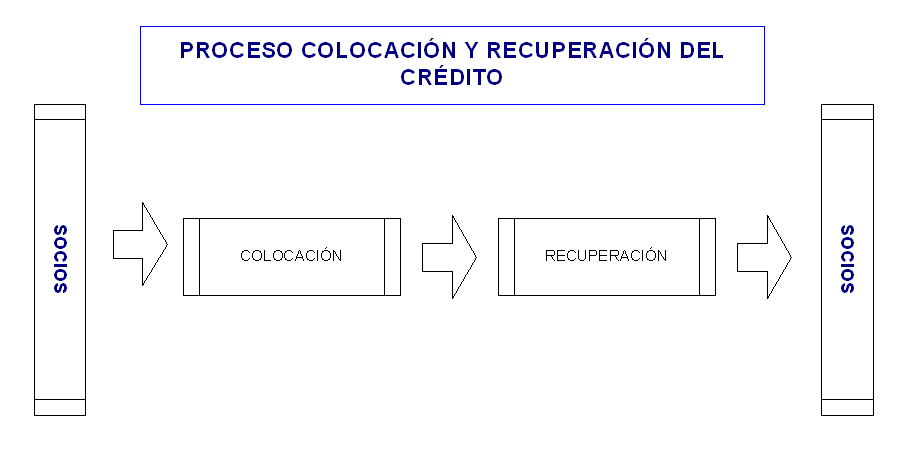 PROCESO COLOCACIÓN Y RECUPERACIÓN DEL
CRÉDITO
SOCIOS
COLOCACIÓN
RECUPERACIÓN
SOCIOS